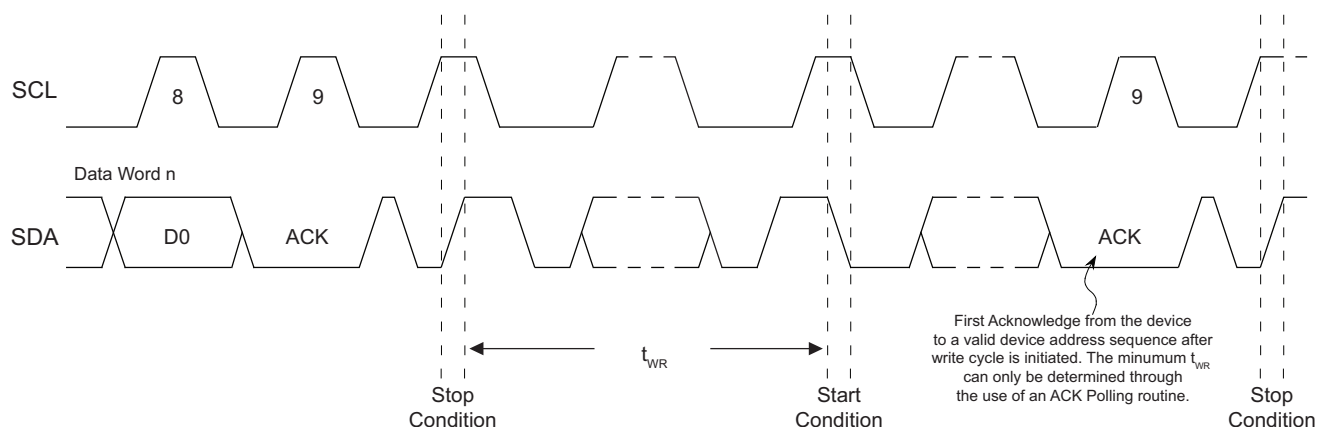 SCL
8
9
9
Data Word n
SDA
D0
ACK
ACK
First Acknowledge from the device
to a valid device address sequence after
write cycle is initiated. The minumum tWR
can only be determined through
the use of an ACK Polling routine.
tWR
Stop
Condition
Start
Condition
Stop
Condition